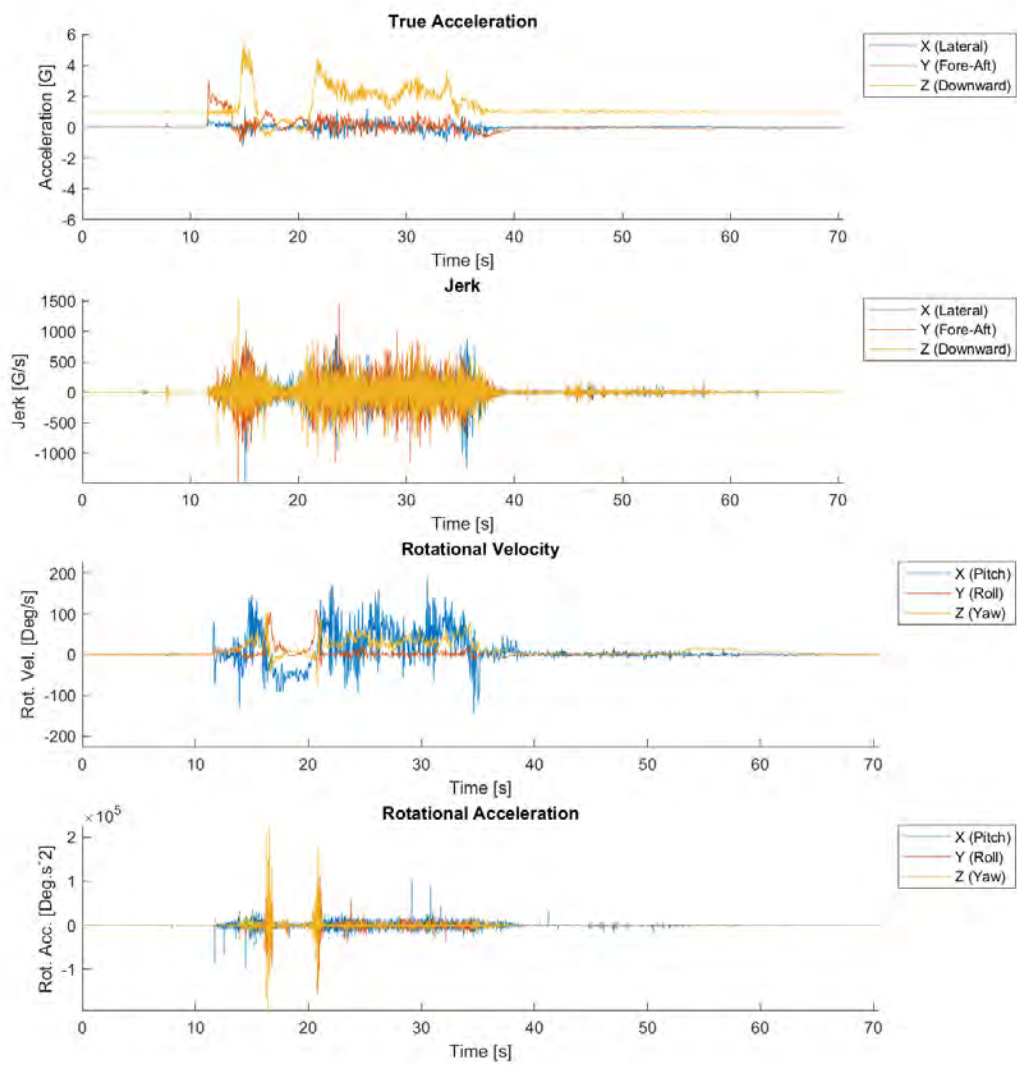 True Acceleration
6
4
2
0
-2
-4
-6
Acceleration [G]
0 10 20 30 40 50 60 70
Time [s]
X (Lateral)
Y (Fore-Aft)
Z (Downward)
Jerk
1500
1000
500
0
-500
-1000
Jerk [G/s]
0 10 20 30 40 50 60 70
Time [s]
X (Lateral)
Y (Fore-Aft)
Z (Downward)
Rotational Velocity
200
100
0
-100
-200
Rot. Vel. [Deg/s]
0 10 20 30 40 50 60 70
Time [s]
X (Pitch)
Y (Roll)
Z (Yaw)
Rotational Acceleration
×10^5
2
1
0
-1
Rot. Acc. [Deg.s^2]
0 10 20 30 40 50 60 70
Time [s]
X (Pitch)
Y (Roll)
Z (Yaw)